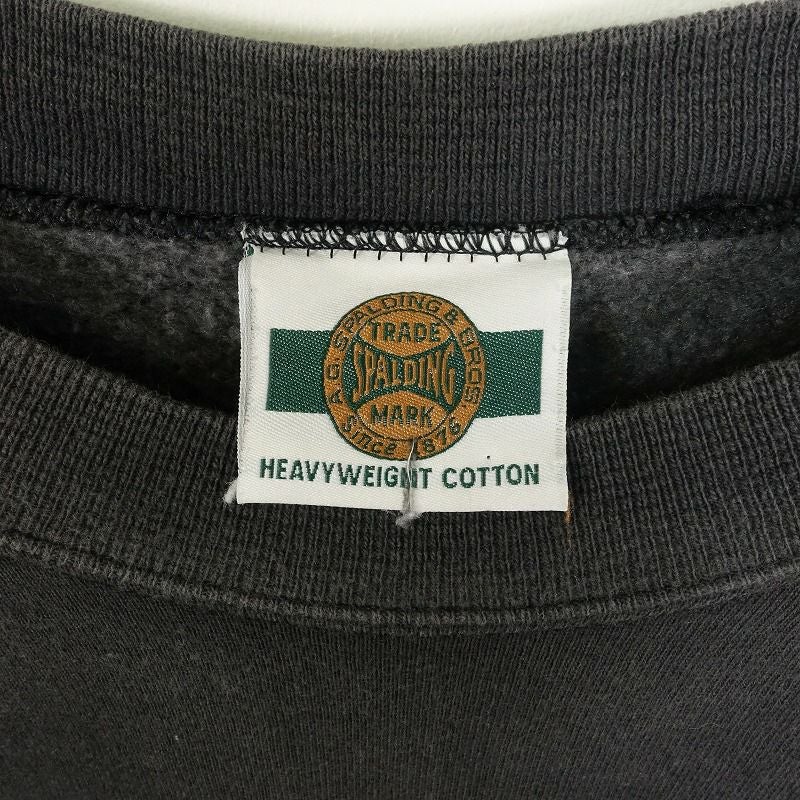 A.G. SPALDING & BROS.
TRADE
SPALDING
MARK
Since 1876
HEAVYWEIGHT COTTON